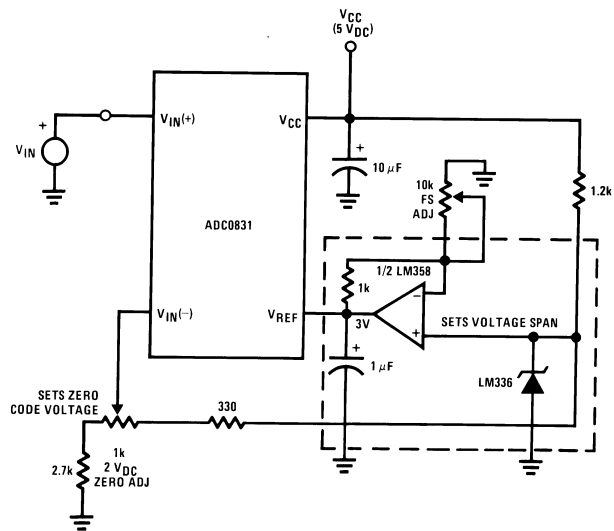 VCC
(5 VDC)
+
VIN
VIN(+)
VCC
ADC0831
VIN(−)
VREF
+
10 μF
10k
FS
ADJ
1.2k
1/2 LM358
1k
3V
−
+
SETS VOLTAGE SPAN
+
1 μF
LM336
SETS ZERO
CODE VOLTAGE
330
1k
2 VDC
ZERO ADJ
2.7k